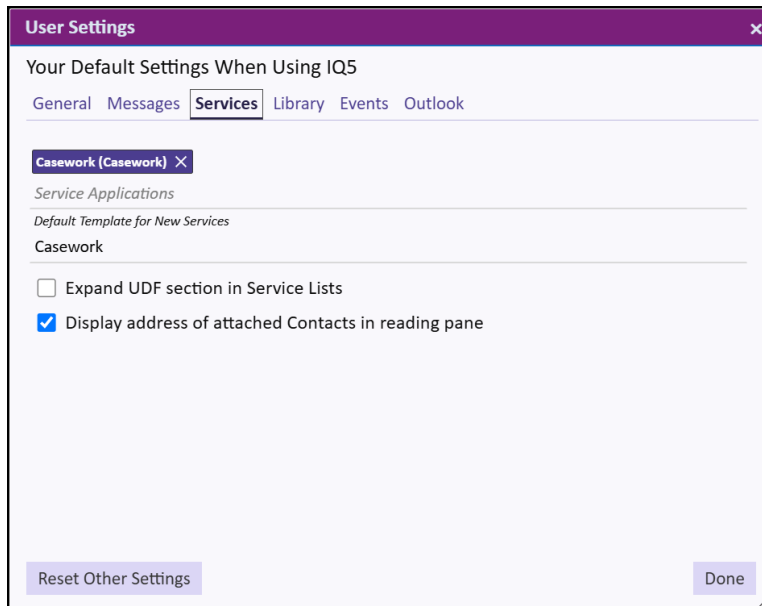 User Settings
Your Default Settings When Using IQ5
General Messages Services Library Events Outlook
Casework (Casework)
Service Applications
Default Template for New Services
Casework
Expand UDF section in Service Lists
Display address of attached Contacts in reading pane
Reset Other Settings Done